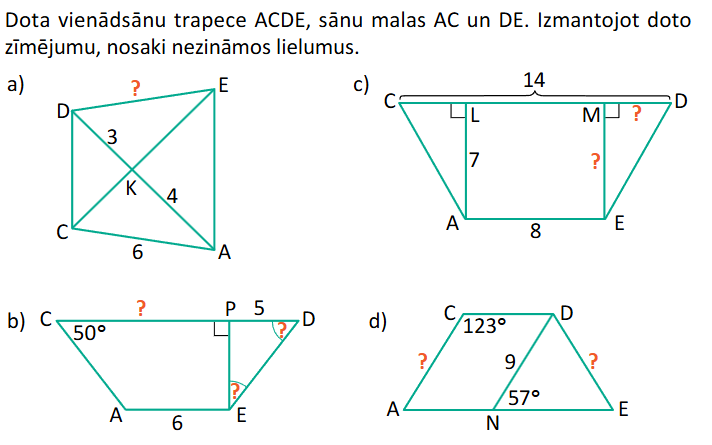 Dota vienādsānu trapece ACDE, sānu malas AC un DE. Izmantojot doto
zīmējumu, nosaki nezināmos lielumus.
a)
?
E
D
3
K
4
C
6
A
c)
14
C
D
L
M
?
7
?
A
8
E
b)
C
?
P
5
D
50°
?
?
A
6
E
d)
C
D
123°
?
9
?
57°
A
N
E